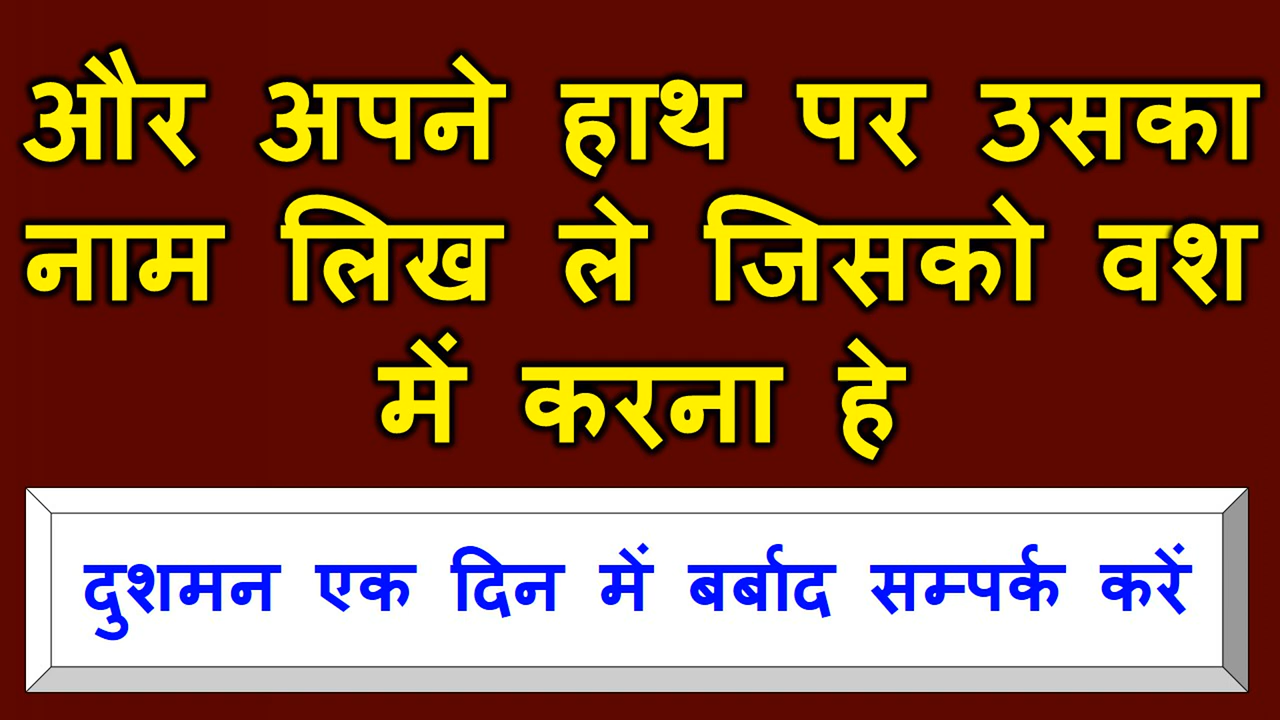 और अपने हाथ पर उसका
नाम लिख ले जिसको वश
में करना हे
दुशमन एक दिन में बर्बाद सम्पर्क करें